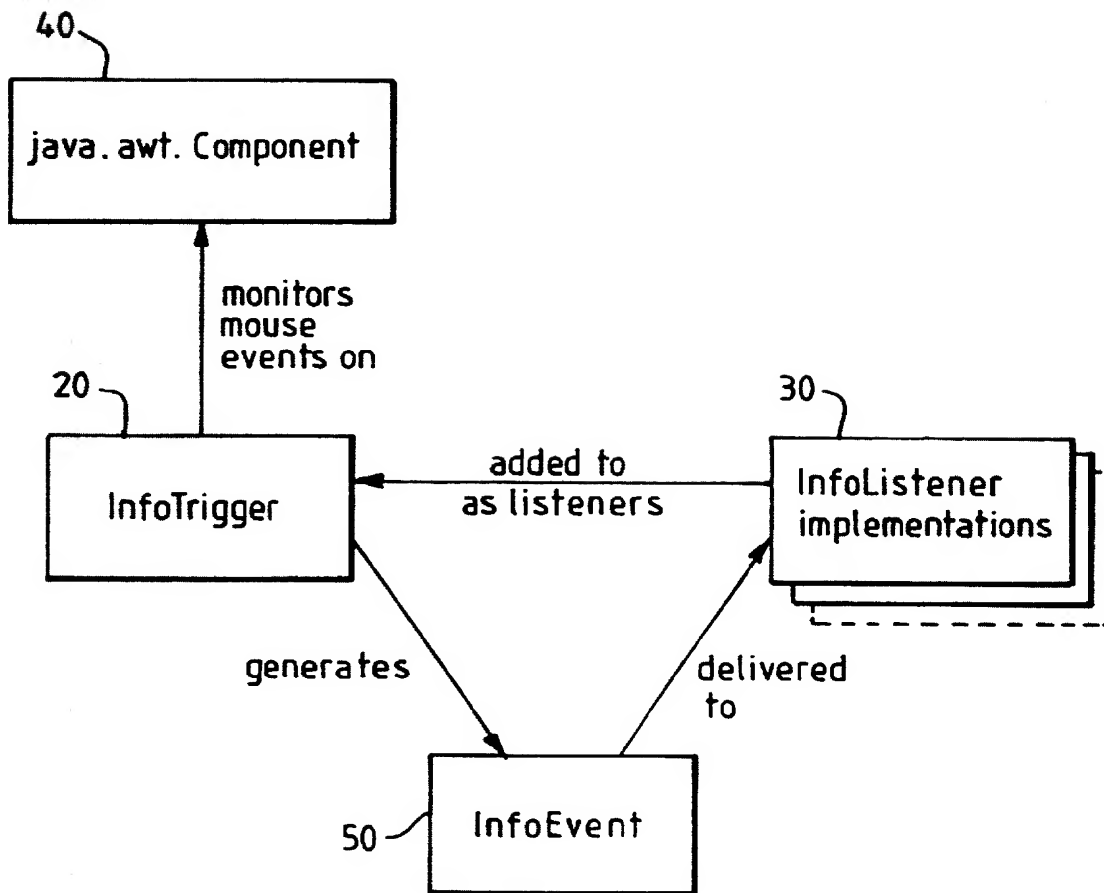 40
java.awt.Component
monitors
mouse
events on
20
InfoTrigger
added to
as listeners
30
InfoListener
implementations
generates
delivered
to
50
InfoEvent